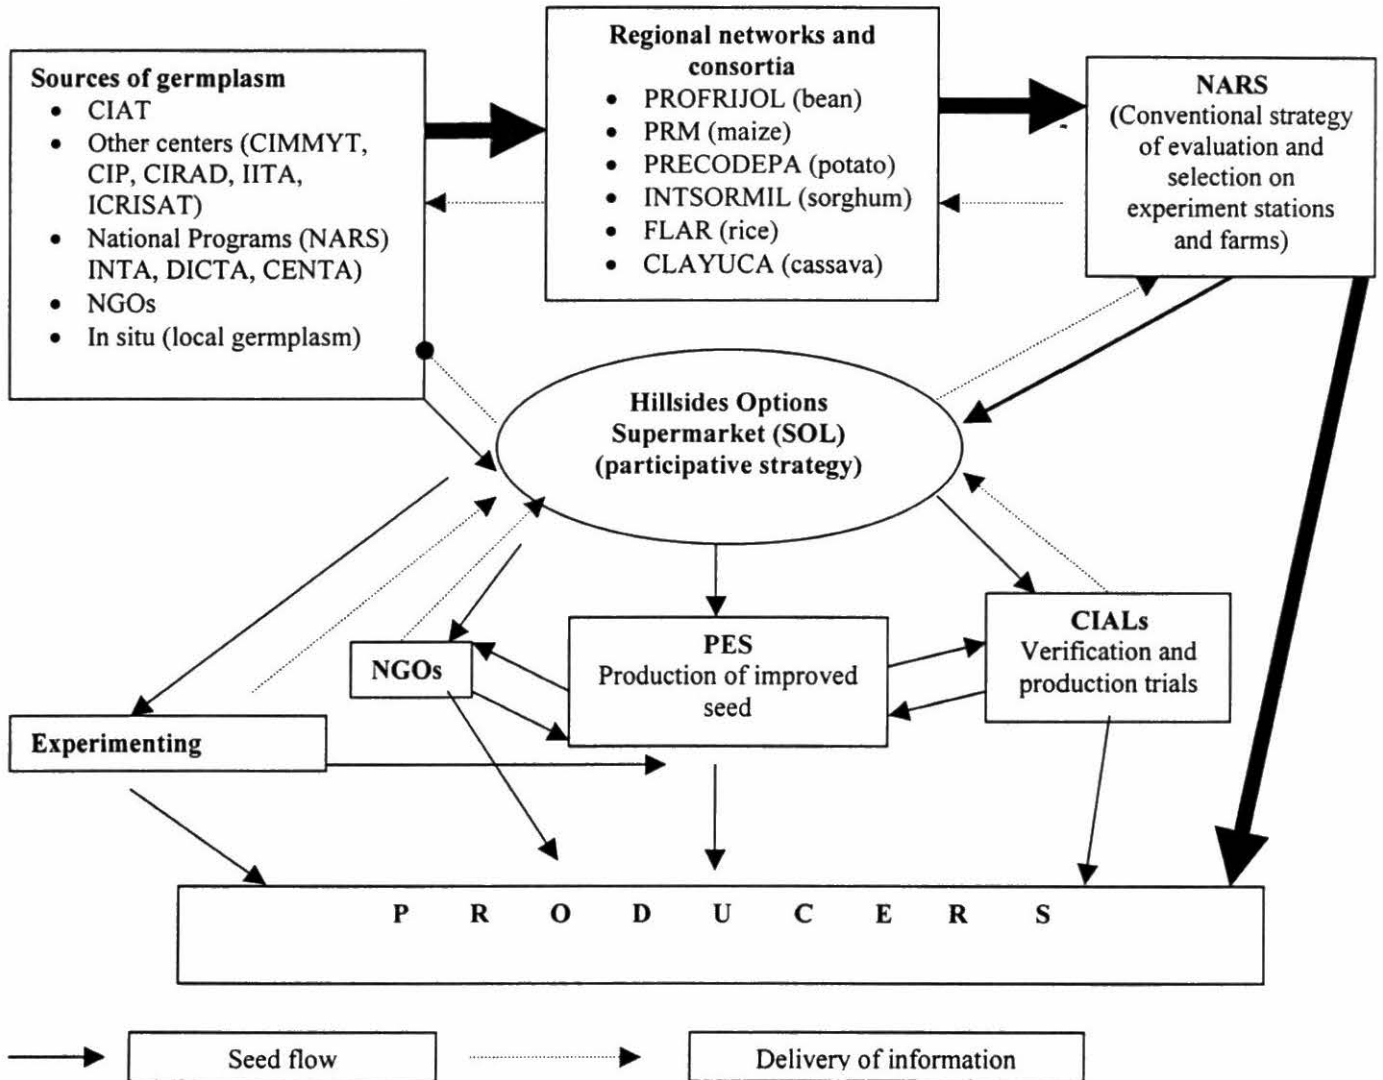 Sources of germplasm
• CIAT
• Other centers (CIMMYT,
CIP, CIRAD, IITA,
ICRISAT)
• National Programs (NARS)
INTA, DICTA, CENTA)
• NGOs
• In situ (local germplasm)
Regional networks and
consortia
• PROFRIJOL (bean)
• PRM (maize)
• PRECODEPA (potato)
• INTSORMIL (sorghum)
• FLAR (rice)
• CLAYUCA (cassava)
NARS
(Conventional strategy
of evaluation and
selection on
experiment stations
and farms)
Hillsides Options
Supermarket (SOL)
(participative strategy)
NGOs
PES
Production of improved
seed
CIALs
Verification and
production trials
Experimenting
P R O D U C E R S
Seed flow
Delivery of information